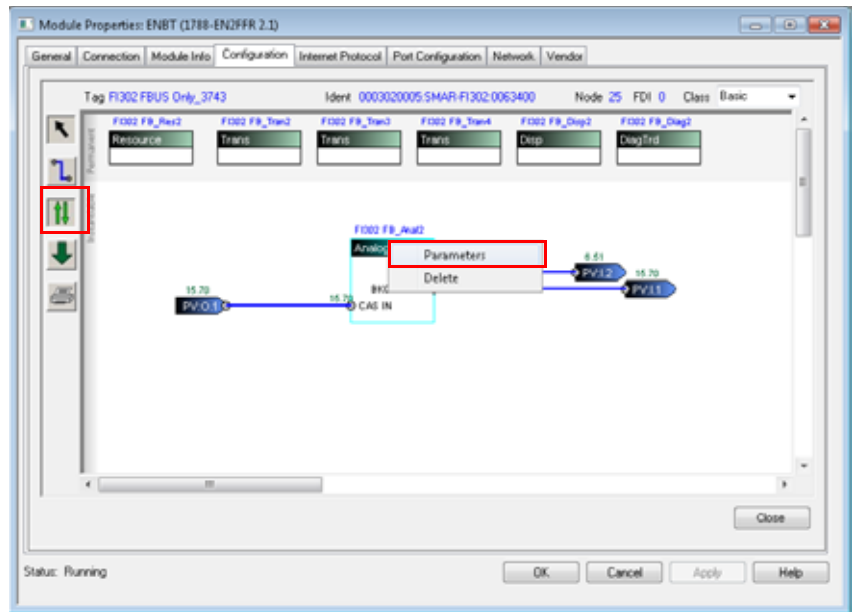 Module Properties: ENBT (1788-EN2FFR 2.1)
General Connection Module Info Configuration Internet Protocol Port Configuration Network Vendor
Tag FI302 FBUS Only_3743 Ident 0003020005:SMAR-FI302:0063400 Node 25 FDI 0 Class Basic
Permanent
FI302 FB_Res2 FI302 FB_Tran2 FI302 FB_Tran3 FI302 FB_Tran4 FI302 FB_Disp2 FI302 FB_Diag2
Resource Trans Trans Trans Disp DiagTrd
FI302 FB_Anal2
Analog
Parameters
Delete
6.51
PV:I.2
15.70
PV:I.1
BKC
15.70
PV:O.1
15.70
CAS IN
Close
Status: Running
OK Cancel Apply Help